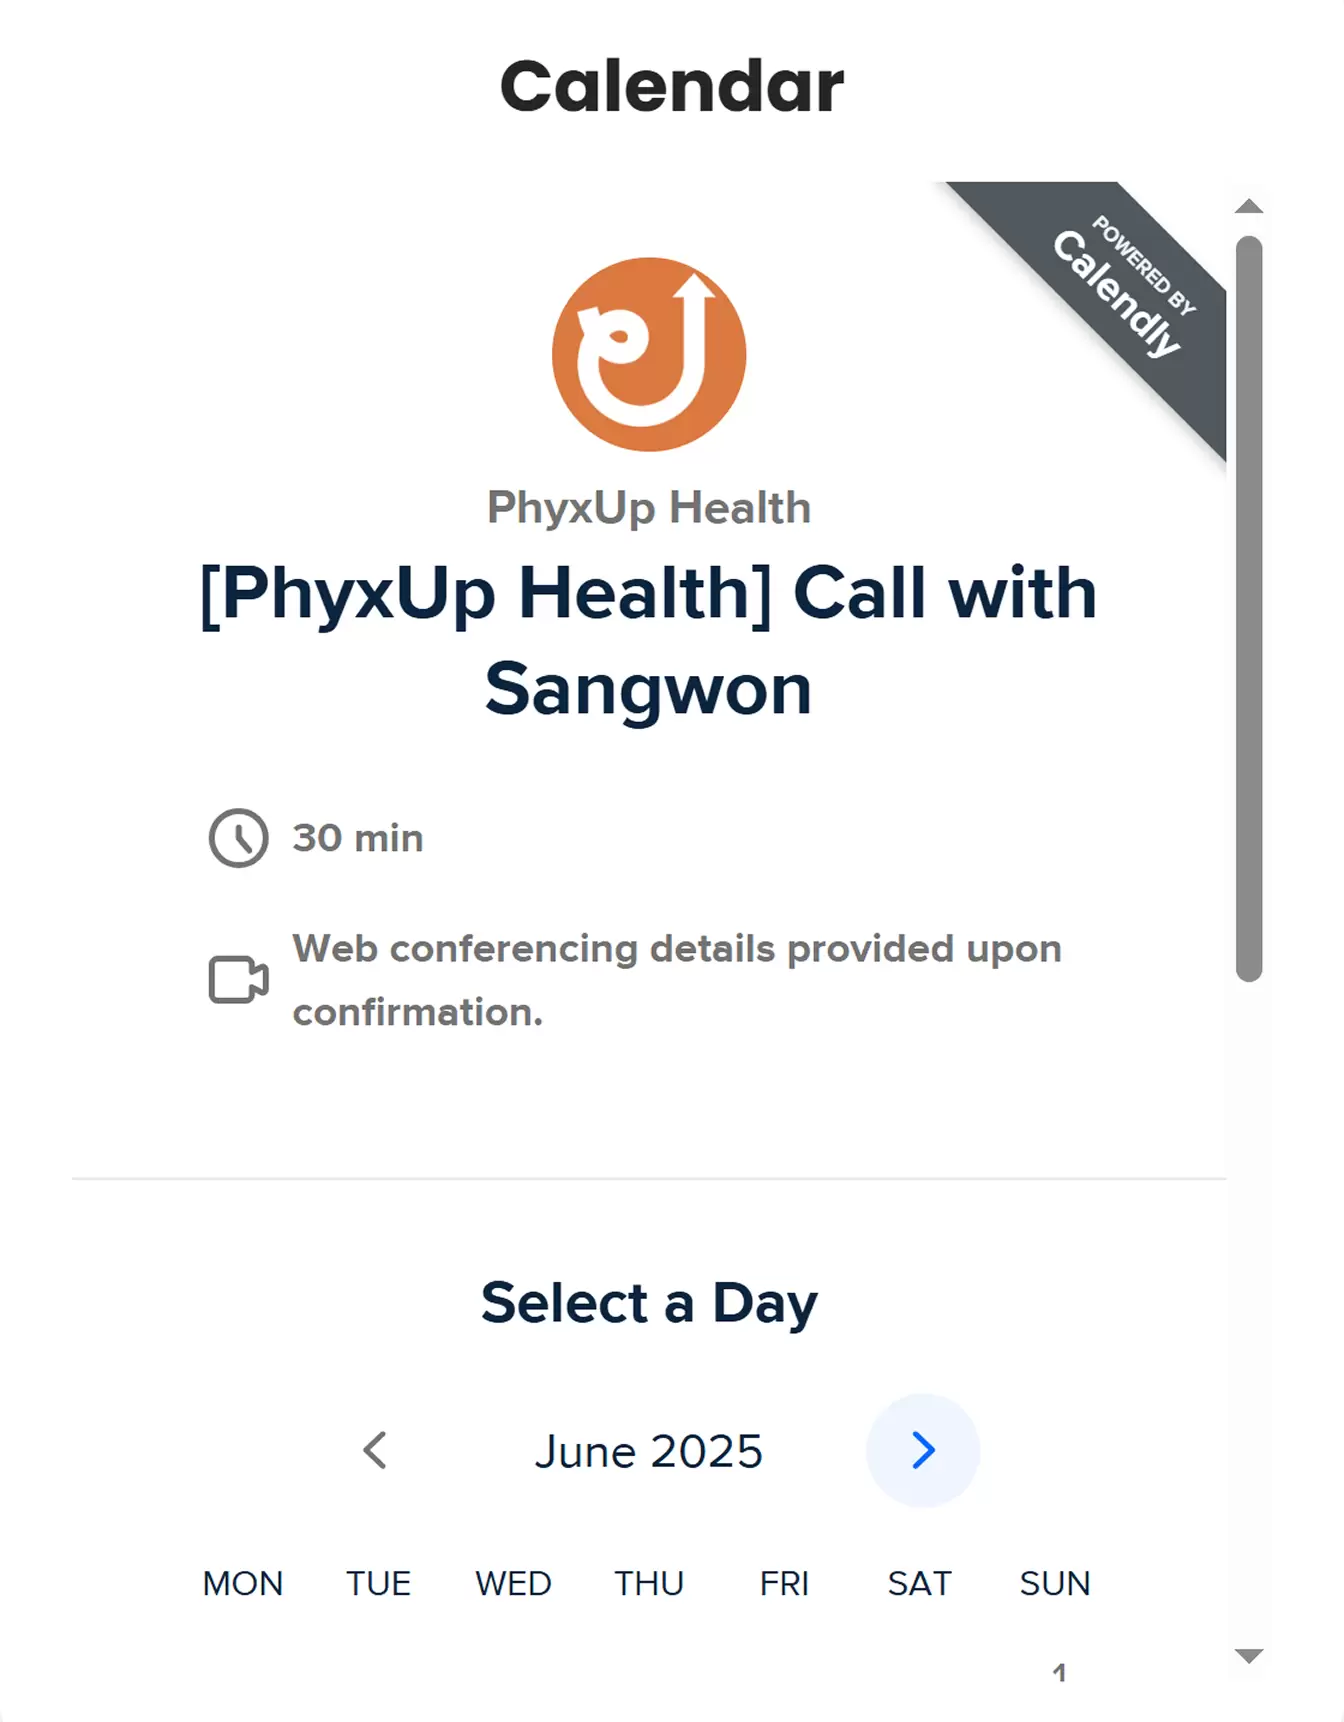 Calendar
POWERED BY
Calendly
PhyxUp Health
[PhyxUp Health] Call with
Sangwon
30 min
Web conferencing details provided upon
confirmation.
Select a Day
June 2025
MON TUE WED THU FRI SAT SUN
1